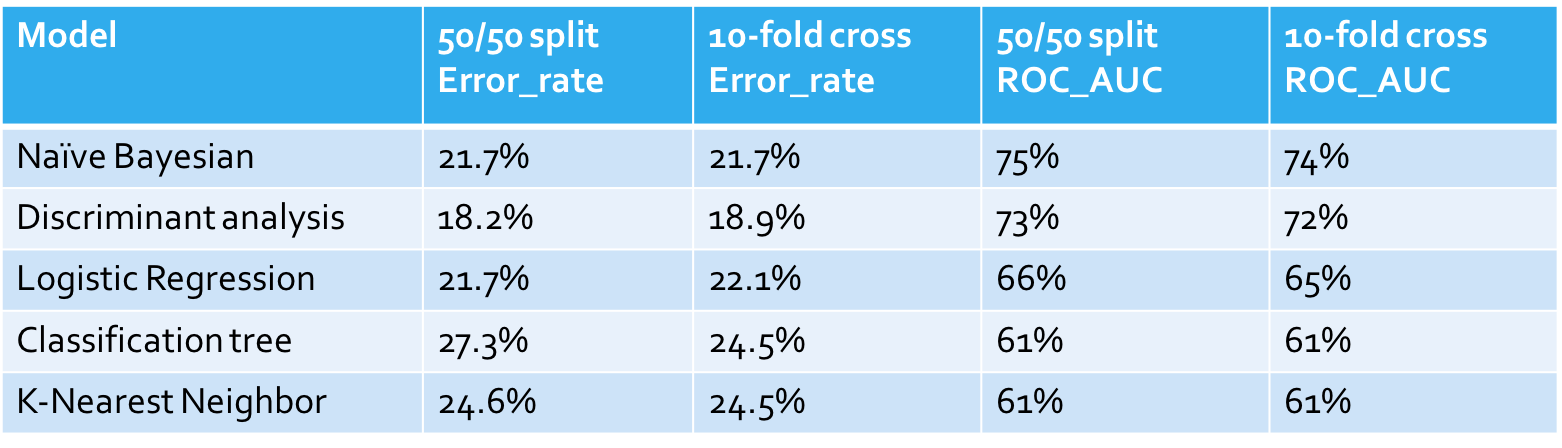 Model 50/50 split Error_rate 10-fold cross Error_rate 50/50 split ROC_AUC 10-fold cross ROC_AUC
Naïve Bayesian 21.7% 21.7% 75% 74%
Discriminant analysis 18.2% 18.9% 73% 72%
Logistic Regression 21.7% 22.1% 66% 65%
Classification tree 27.3% 24.5% 61% 61%
K-Nearest Neighbor 24.6% 24.5% 61% 61%